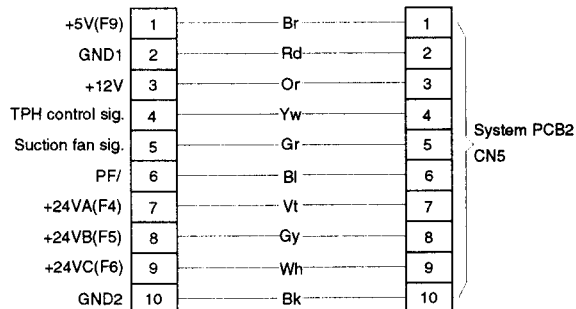 +5V(F9) 1 Br 1
GND1 2 Rd 2
+12V 3 Or 3
TPH control sig. 4 Yw 4
Suction fan sig. 5 Gr 5
System PCB2
CN5
PF/ 6 Bl 6
+24VA(F4) 7 Vt 7
+24VB(F5) 8 Gy 8
+24VC(F6) 9 Wh 9
GND2 10 Bk 10